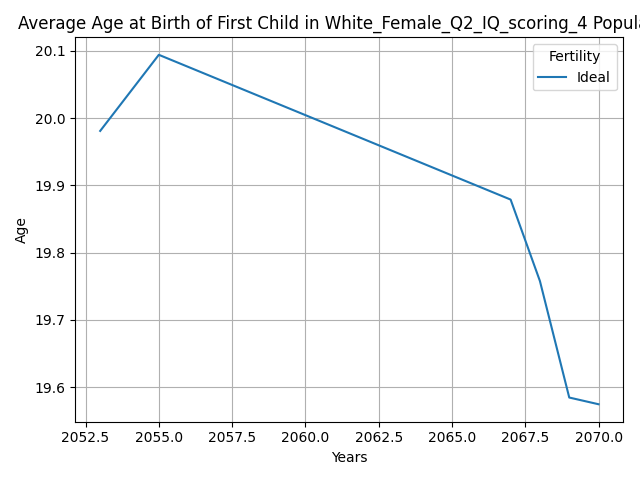 Average Age at Birth of First Child in White_Female_Q2_IQ_scoring_4 Popula
Fertility
Ideal
20.1
20.0
19.9
19.8
19.7
19.6
Age
2052.5 2055.0 2057.5 2060.0 2062.5 2065.0 2067.5 2070.0
Years